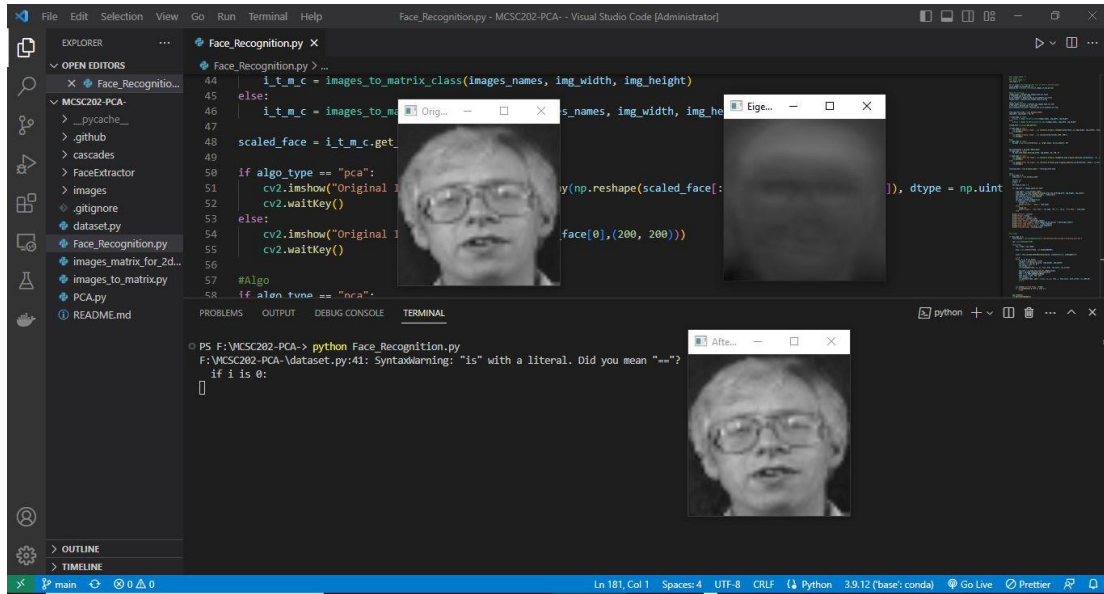 File Edit Selection View Go Run Terminal Help
Face_Recognition.py - MCSC202-PCA- - Visual Studio Code [Administrator]
EXPLORER
Face_Recognition.py
OPEN EDITORS
Face_Recognition.py > ...
Face_Recognitio...
MCSC202-PCA-
__pycache__
.github
cascades
FaceExtractor
images
.gitignore
dataset.py
Face_Recognition.py
images_matrix_for_2d...
images_to_matrix.py
PCA.py
README.md
OUTLINE
TIMELINE
44 i_t_m_c = images_to_matrix_class(images_names, img_width, img_height)
45 else:
46 i_t_m_c = images_to_ma s_names, img_width, img_he
47
48 scaled_face = i_t_m_c.get_
49
50 if algo_type == "pca":
51 cv2.imshow("Original I y(np.reshape(scaled_face[: ]), dtype = np.uint
52 cv2.waitKey()
53 else:
54 cv2.imshow("Original I _face[0],(200, 200)))
55 cv2.waitKey()
56
57 #Algo
58 if algo_type == "pca":
Orig...
Eige...
PROBLEMS OUTPUT DEBUG CONSOLE TERMINAL
python
PS F:\MCSC202-PCA-> python Face_Recognition.py
F:\MCSC202-PCA-\dataset.py:41: SyntaxWarning: "is" with a literal. Did you mean "=="?
if i is 0:
Afte...
main 0 0
Ln 181, Col 1 Spaces: 4 UTF-8 CRLF Python 3.9.12 ('base': conda) Go Live Prettier